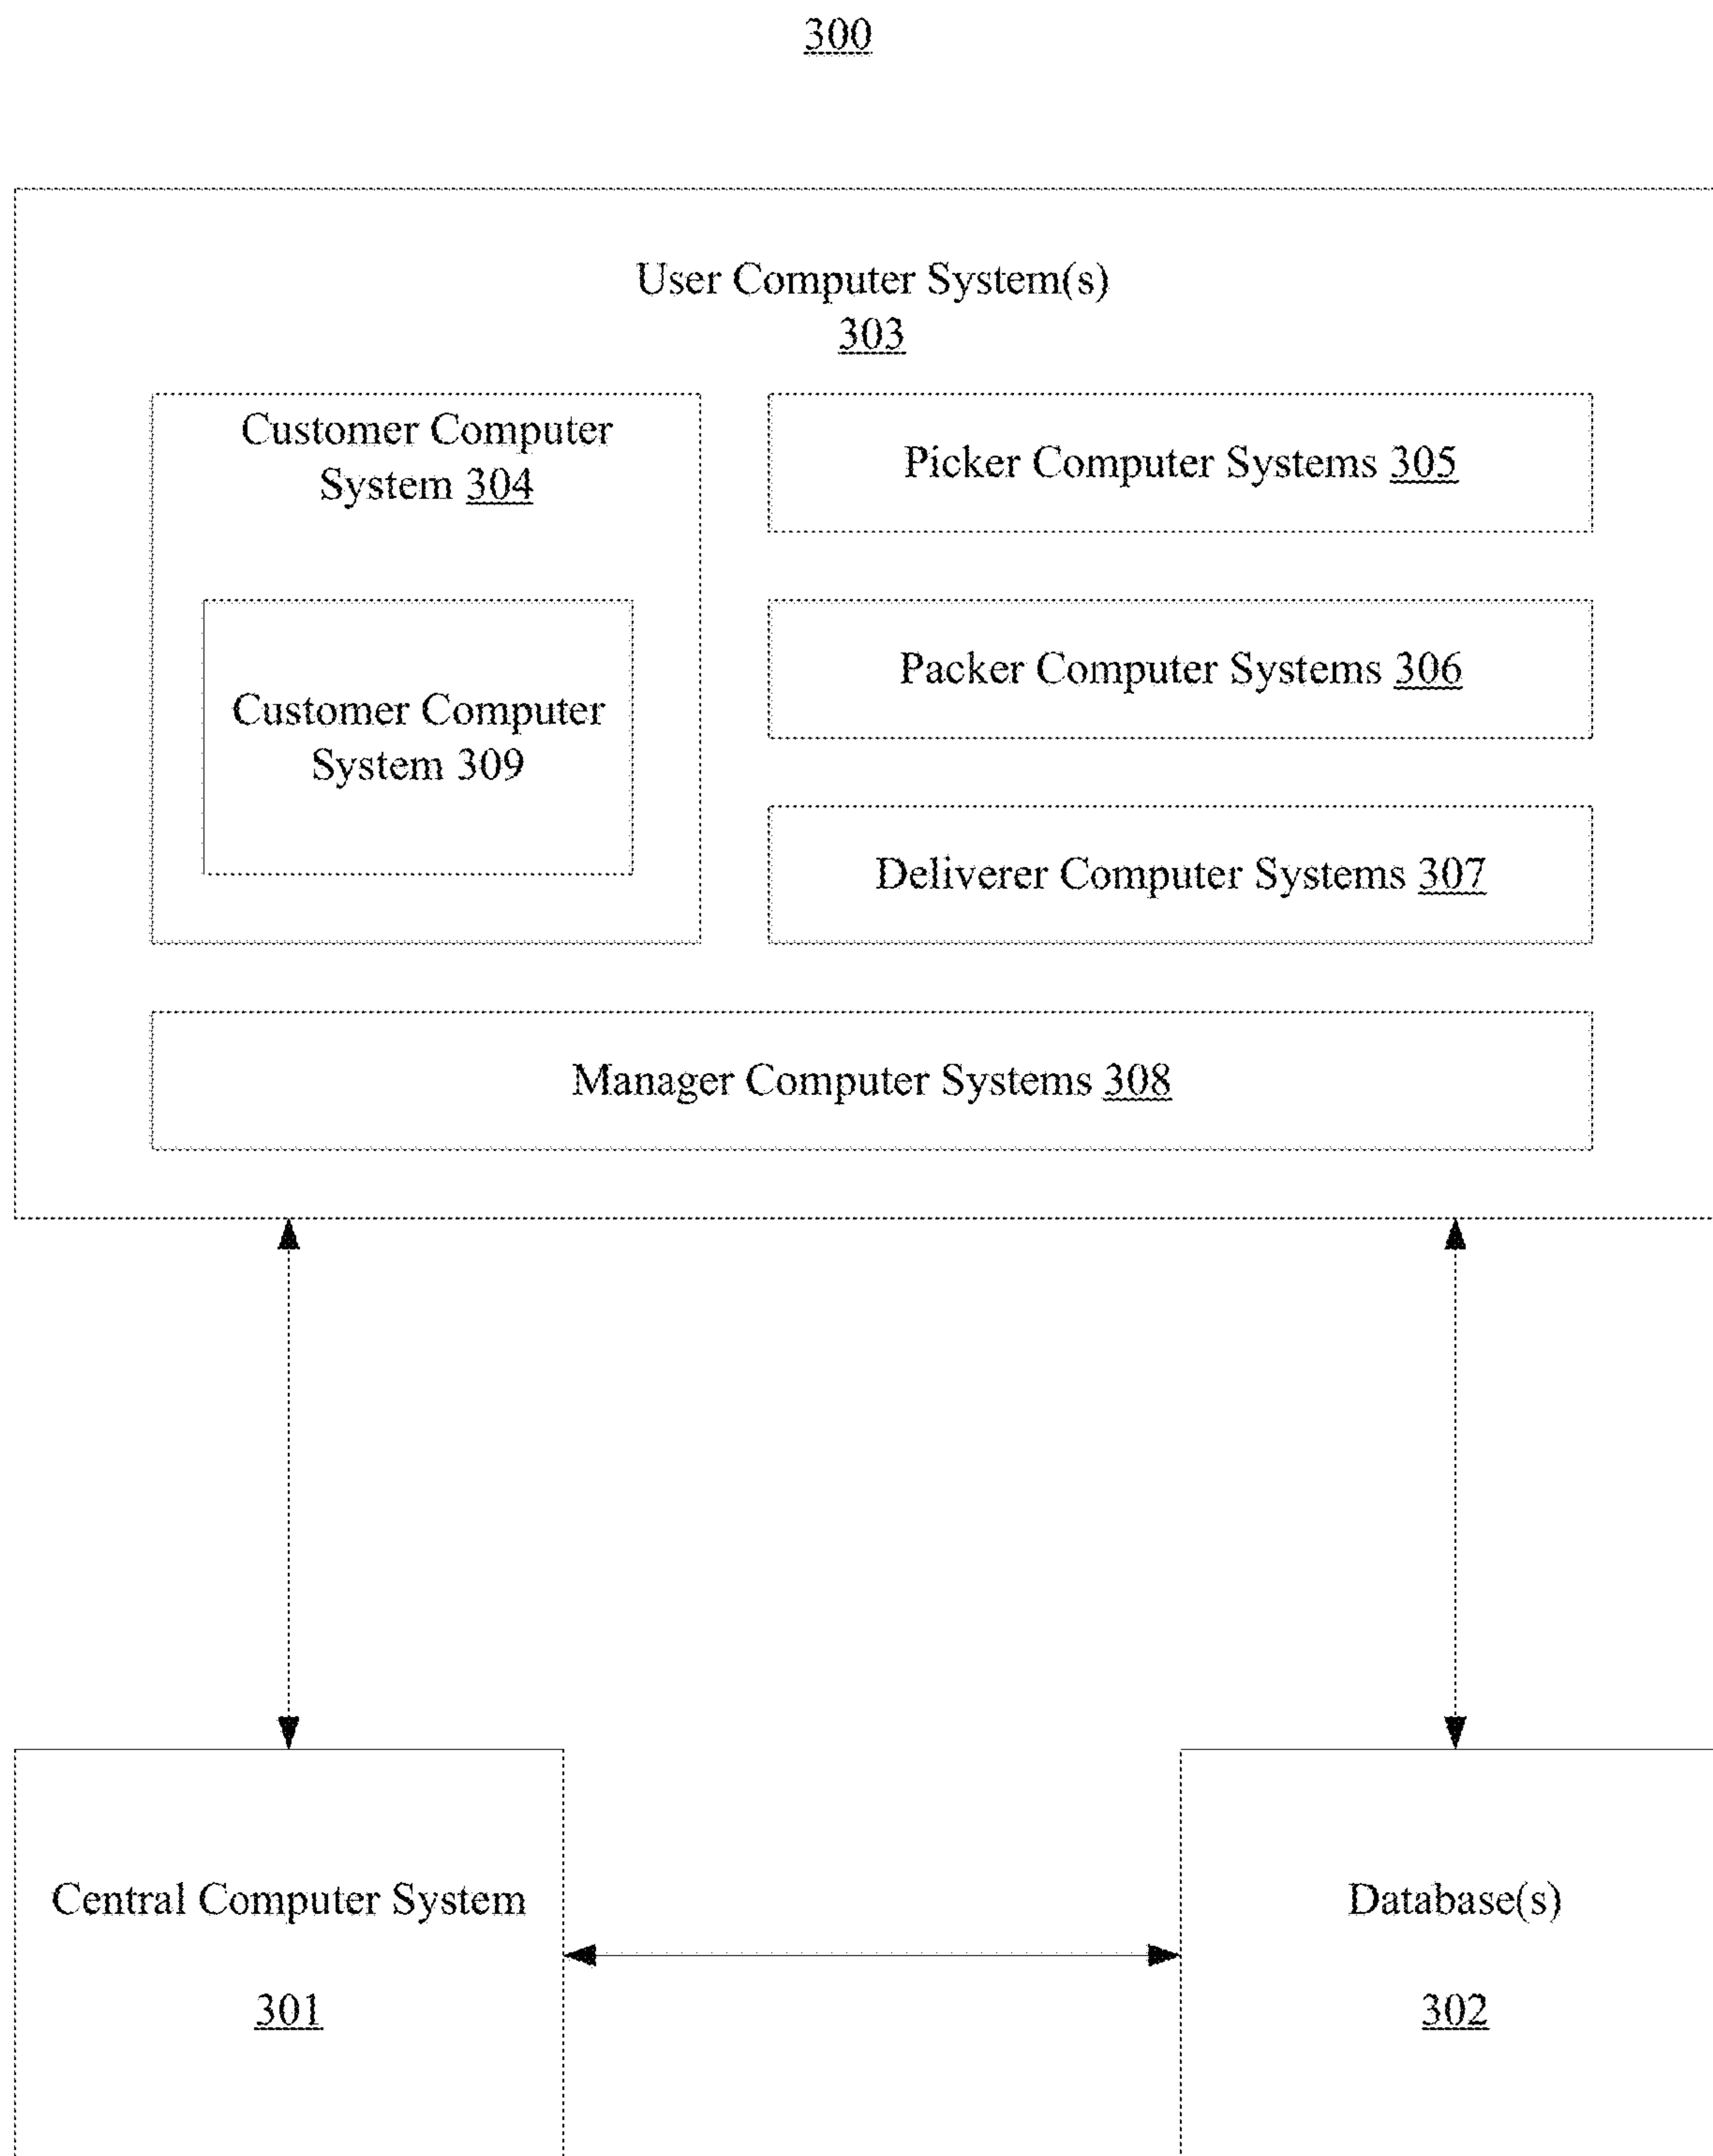 300
User Computer System(s)
303
Customer Computer
System 304
Customer Computer
System 309
Picker Computer Systems 305
Packer Computer Systems 306
Deliverer Computer Systems 307
Manager Computer Systems 308
Central Computer System
301
Database(s)
302